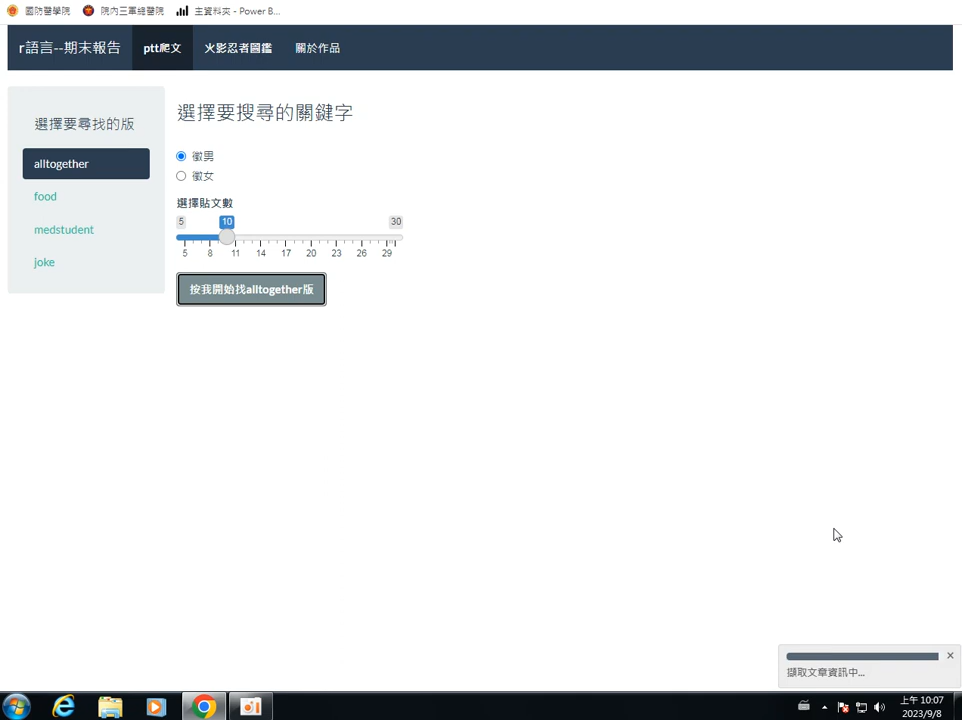 國防醫學院 院內三軍總醫院 主資料夾 - Power B...
r語言--期末報告 ptt爬文 火影忍者圖鑑 關於作品
選擇要尋找的版
alltogether
food
medstudent
joke
選擇要搜尋的關鍵字
徵男
徵女
選擇貼文數
5 10 30
5 8 11 14 17 20 23 26 29
按我開始找alltogether版
擷取文章資訊中...
上午 10:07
2023/9/8